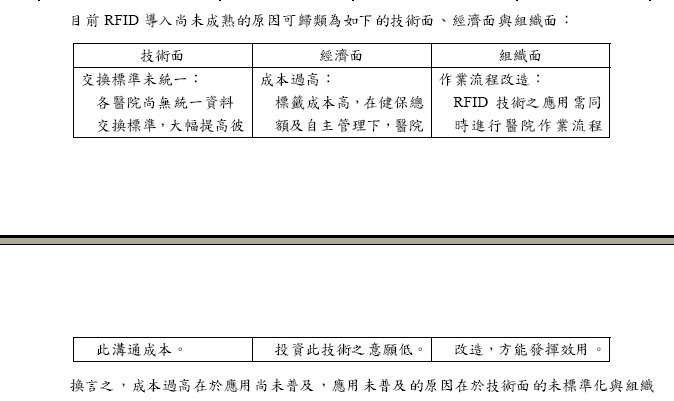 目前 RFID 導入尚未成熟的原因可歸類為如下的技術面、經濟面與組織面：
技術面 經濟面 組織面
交換標準未統一： 成本過高： 作業流程改造：
各醫院尚無統一資料 標籤成本高，在健保總 RFID 技術之應用需同
交換標準，大幅提高彼 額及自主管理下，醫院 時進行醫院作業流程
此溝通成本。 投資此技術之意願低。 改造，方能發揮效用。
換言之，成本過高在於應用尚未普及，應用未普及的原因在於技術面的未標準化與組織